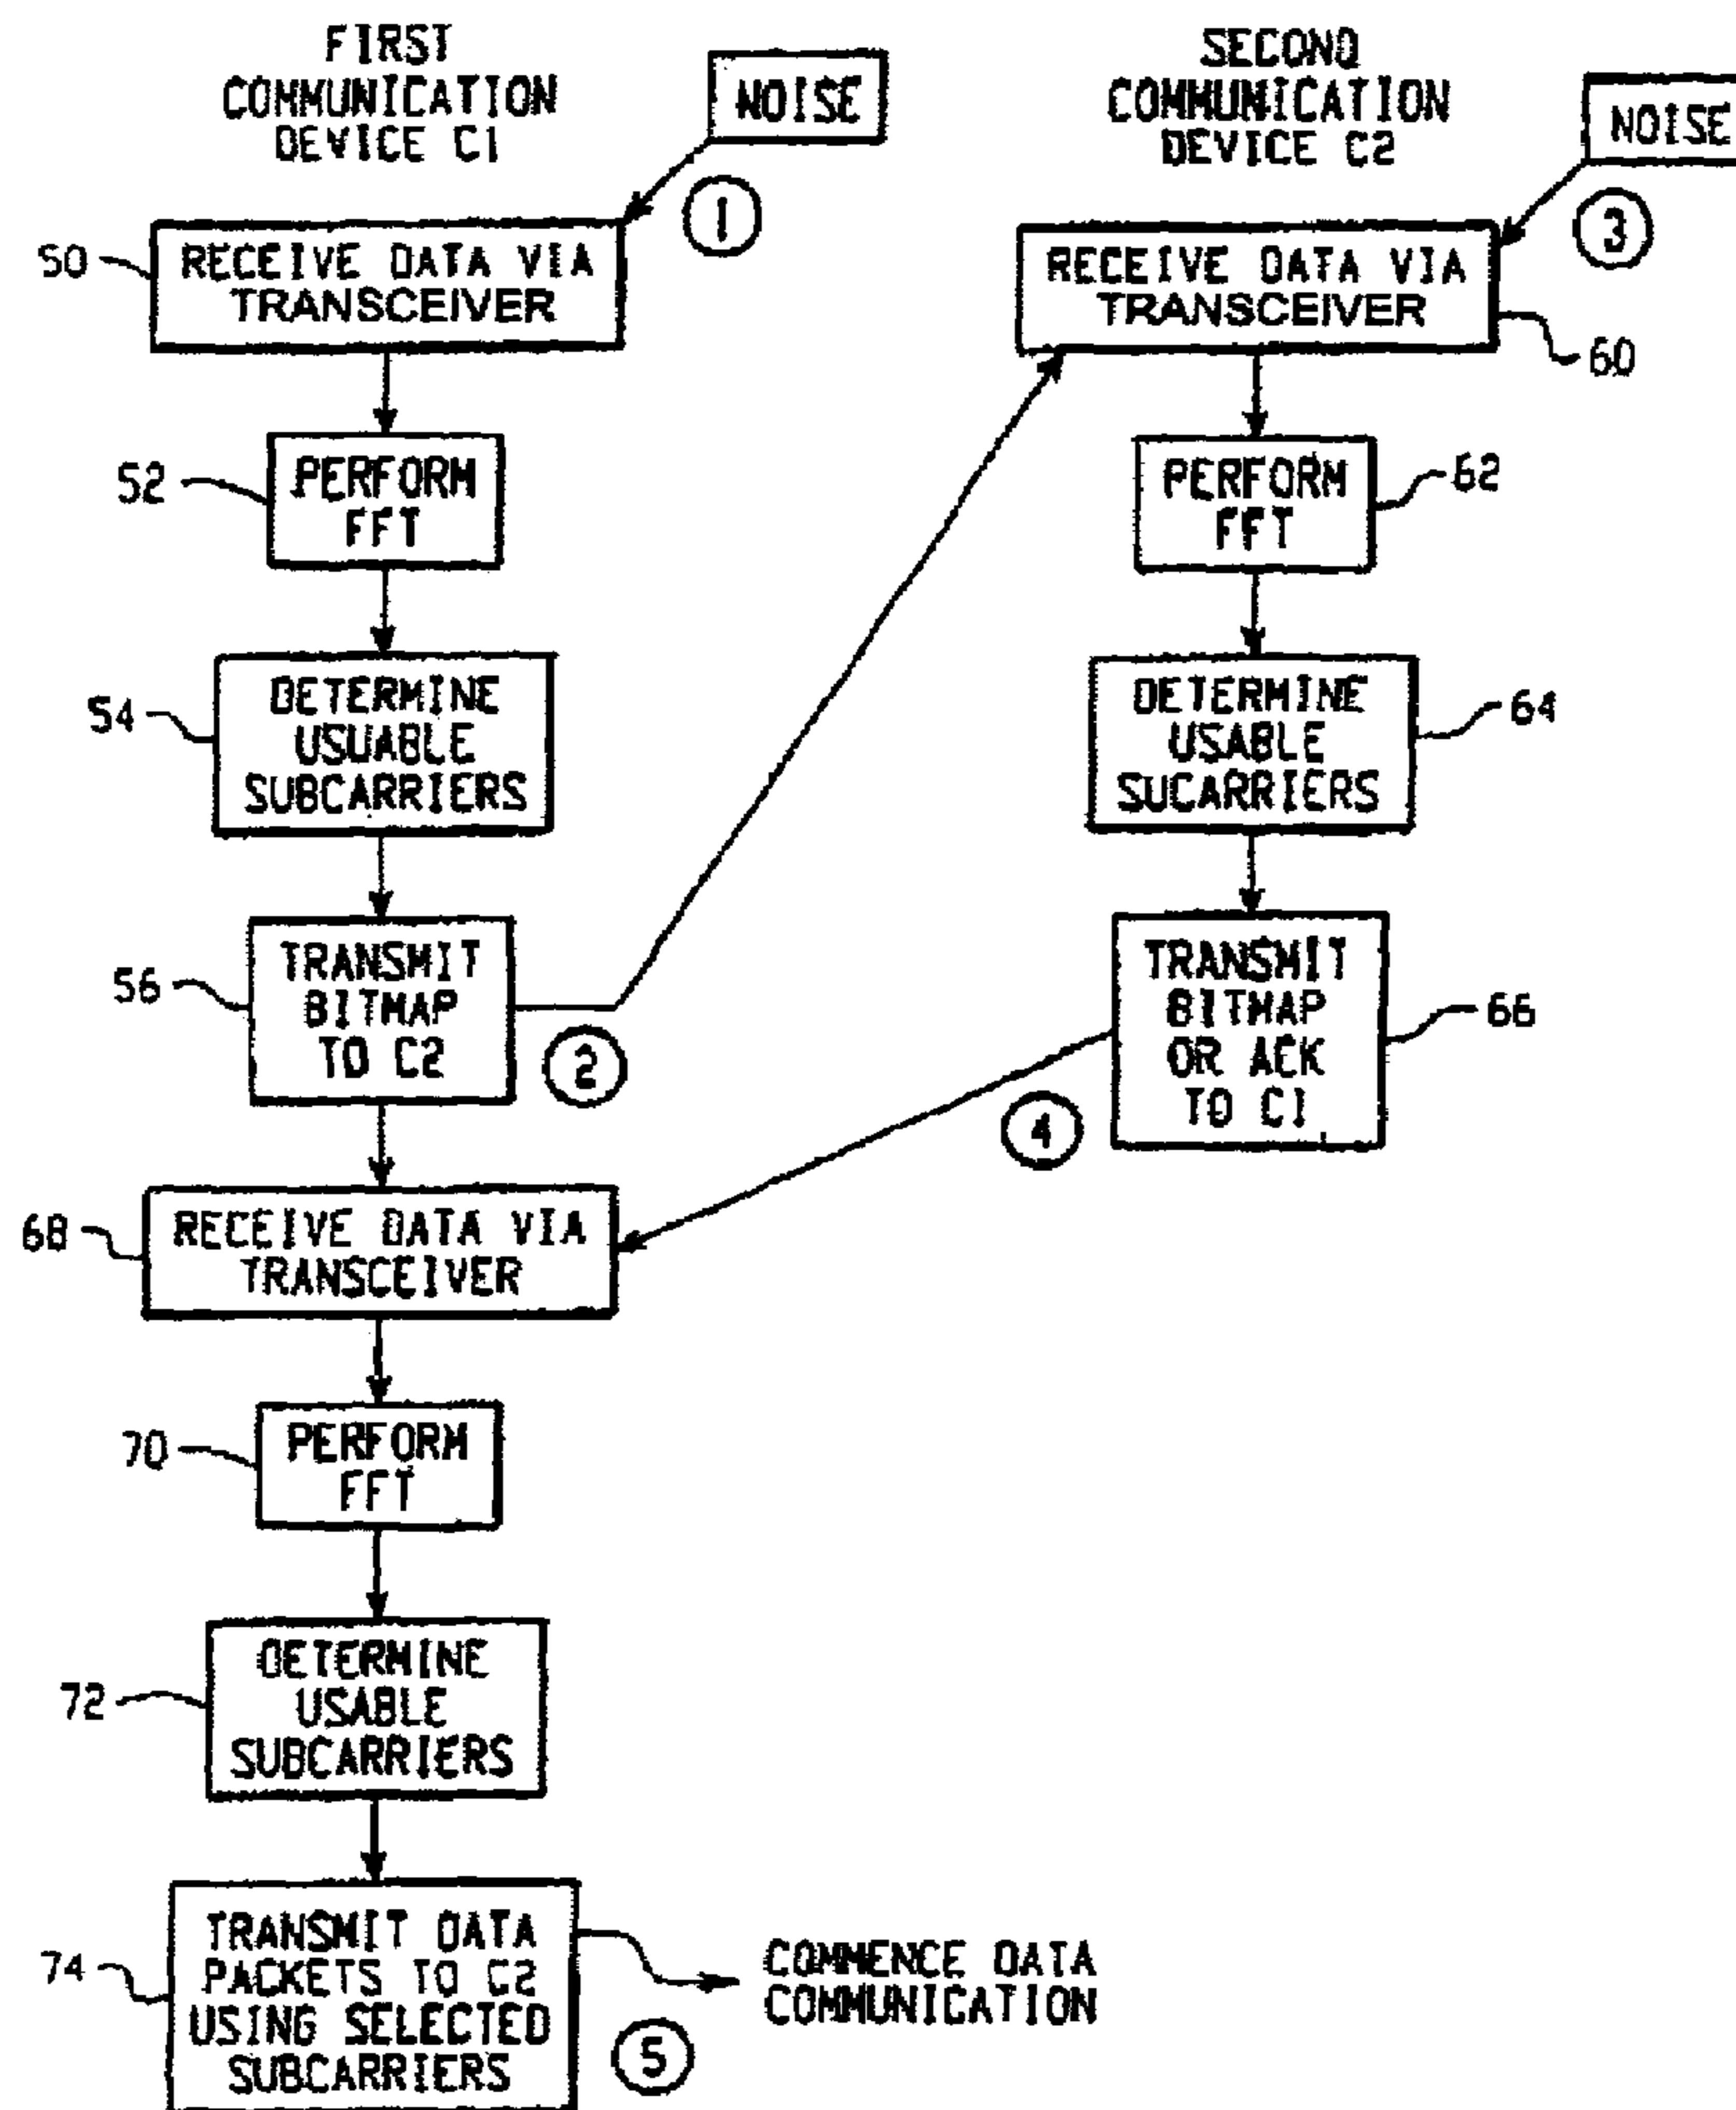 FIRST
COMMUNICATION
DEVICE C1
NOISE
1
50
RECEIVE DATA VIA
TRANSCEIVER
52
PERFORM
FFT
54
DETERMINE
USUABLE
SUBCARRIERS
56
TRANSMIT
BITMAP
TO C2
2
68
RECEIVE DATA VIA
TRANSCEIVER
70
PERFORM
FFT
72
DETERMINE
USABLE
SUBCARRIERS
74
TRANSMIT DATA
PACKETS TO C2
USING SELECTED
SUBCARRIERS
5
COMMENCE DATA
COMMUNICATION
SECOND
COMMUNICATION
DEVICE C2
NOISE
3
RECEIVE DATA VIA
TRANSCEIVER
60
PERFORM
FFT
62
DETERMINE
USABLE
SUCARRIERS
64
TRANSMIT
BITMAP
OR ACK
TO C1
66
4